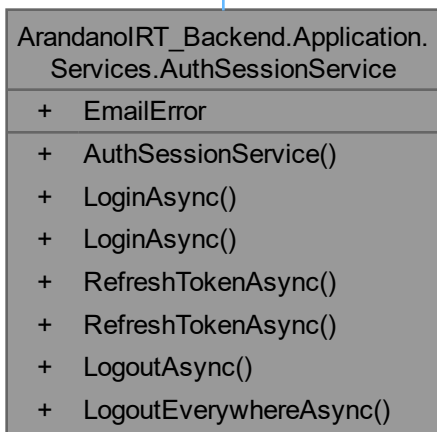 ArandanoIRT_Backend.Application.
Services.AuthSessionService
+ EmailError
+ AuthSessionService()
+ LoginAsync()
+ LoginAsync()
+ RefreshTokenAsync()
+ RefreshTokenAsync()
+ LogoutAsync()
+ LogoutEverywhereAsync()